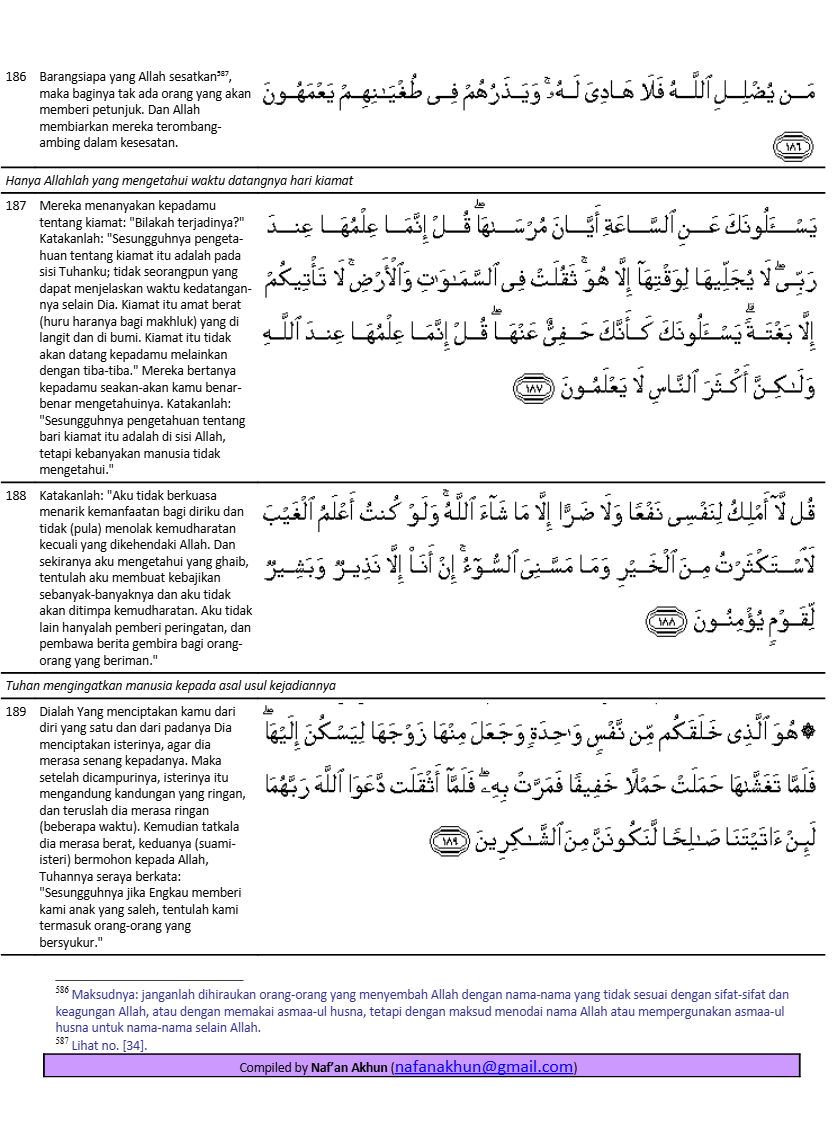 186 Barangsiapa yang Allah sesatkan⁵⁸⁷,
maka baginya tak ada orang yang akan
memberi petunjuk. Dan Allah
membiarkan mereka terombang-
ambing dalam kesesatan.
مَن يُضْلِلِ ٱللَّهُ فَلَا هَادِىَ لَهُۥ ۚ وَيَذَرُهُمْ فِى طُغْيَـٰنِهِمْ يَعْمَهُونَ
١٨٦
Hanya Allahlah yang mengetahui waktu datangnya hari kiamat
187 Mereka menanyakan kepadamu
tentang kiamat: "Bilakah terjadinya?"
Katakanlah: "Sesungguhnya pengeta-
huan tentang kiamat itu adalah pada
sisi Tuhanku; tidak seorangpun yang
dapat menjelaskan waktu kedatangan-
nya selain Dia. Kiamat itu amat berat
(huru haranya bagi makhluk) yang di
langit dan di bumi. Kiamat itu tidak
akan datang kepadamu melainkan
dengan tiba-tiba." Mereka bertanya
kepadamu seakan-akan kamu benar-
benar mengetahuinya. Katakanlah:
"Sesungguhnya pengetahuan tentang
bari kiamat itu adalah di sisi Allah,
tetapi kebanyakan manusia tidak
mengetahui."
يَسْـَٔلُونَكَ عَنِ ٱلسَّاعَةِ أَيَّانَ مُرْسَىٰهَا ۖ قُلْ إِنَّمَا عِلْمُهَا عِندَ
رَبِّى ۖ لَا يُجَلِّيهَا لِوَقْتِهَآ إِلَّا هُوَ ۚ ثَقُلَتْ فِى ٱلسَّمَـٰوَٰتِ وَٱلْأَرْضِ ۚ لَا تَأْتِيكُمْ
إِلَّا بَغْتَةً ۗ يَسْـَٔلُونَكَ كَأَنَّكَ حَفِىٌّ عَنْهَا ۖ قُلْ إِنَّمَا عِلْمُهَا عِندَ ٱللَّهِ
وَلَـٰكِنَّ أَكْثَرَ ٱلنَّاسِ لَا يَعْلَمُونَ ١٨٧
188 Katakanlah: "Aku tidak berkuasa
menarik kemanfaatan bagi diriku dan
tidak (pula) menolak kemudharatan
kecuali yang dikehendaki Allah. Dan
sekiranya aku mengetahui yang ghaib,
tentulah aku membuat kebajikan
sebanyak-banyaknya dan aku tidak
akan ditimpa kemudharatan. Aku tidak
lain hanyalah pemberi peringatan, dan
pembawa berita gembira bagi orang-
orang yang beriman."
قُل لَّآ أَمْلِكُ لِنَفْسِى نَفْعًا وَلَا ضَرًّا إِلَّا مَا شَآءَ ٱللَّهُ ۚ وَلَوْ كُنتُ أَعْلَمُ ٱلْغَيْبَ
لَٱسْتَكْثَرْتُ مِنَ ٱلْخَيْرِ وَمَا مَسَّنِىَ ٱلسُّوٓءُ ۚ إِنْ أَنَا۠ إِلَّا نَذِيرٌ وَبَشِيرٌ
لِّقَوْمٍ يُؤْمِنُونَ ١٨٨
Tuhan mengingatkan manusia kepada asal usul kejadiannya
189 Dialah Yang menciptakan kamu dari
diri yang satu dan dari padanya Dia
menciptakan isterinya, agar dia
merasa senang kepadanya. Maka
setelah dicampurinya, isterinya itu
mengandung kandungan yang ringan,
dan teruslah dia merasa ringan
(beberapa waktu). Kemudian tatkala
dia merasa berat, keduanya (suami-
isteri) bermohon kepada Allah,
Tuhannya seraya berkata:
"Sesungguhnya jika Engkau memberi
kami anak yang saleh, tentulah kami
termasuk orang-orang yang
bersyukur."
۞ هُوَ ٱلَّذِى خَلَقَكُم مِّن نَّفْسٍ وَٰحِدَةٍ وَجَعَلَ مِنْهَا زَوْجَهَا لِيَسْكُنَ إِلَيْهَا ۖ
فَلَمَّا تَغَشَّىٰهَا حَمَلَتْ حَمْلًا خَفِيفًا فَمَرَّتْ بِهِۦ ۖ فَلَمَّآ أَثْقَلَت دَّعَوَا ٱللَّهَ رَبَّهُمَا
لَئِنْ ءَاتَيْتَنَا صَـٰلِحًا لَّنَكُونَنَّ مِنَ ٱلشَّـٰكِرِينَ ١٨٩
⁵⁸⁶ Maksudnya: janganlah dihiraukan orang-orang yang menyembah Allah dengan nama-nama yang tidak sesuai dengan sifat-sifat dan
keagungan Allah, atau dengan memakai asmaa-ul husna, tetapi dengan maksud menodai nama Allah atau mempergunakan asmaa-ul
husna untuk nama-nama selain Allah.
⁵⁸⁷ Lihat no. [34].
Compiled by Naf'an Akhun (nafanakhun@gmail.com)